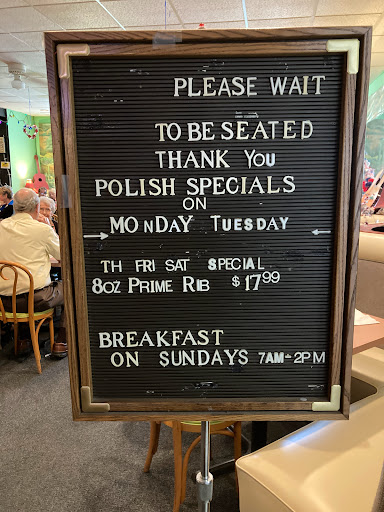 PLEASE WAIT
TO BE SEATED
THANK YOU
POLISH SPECIALS
ON
MONDAY TUESDAY
TH FRI SAT SPECIAL
8OZ PRIME RIB $17.99
BREAKFAST
ON SUNDAYS 7AM-2PM